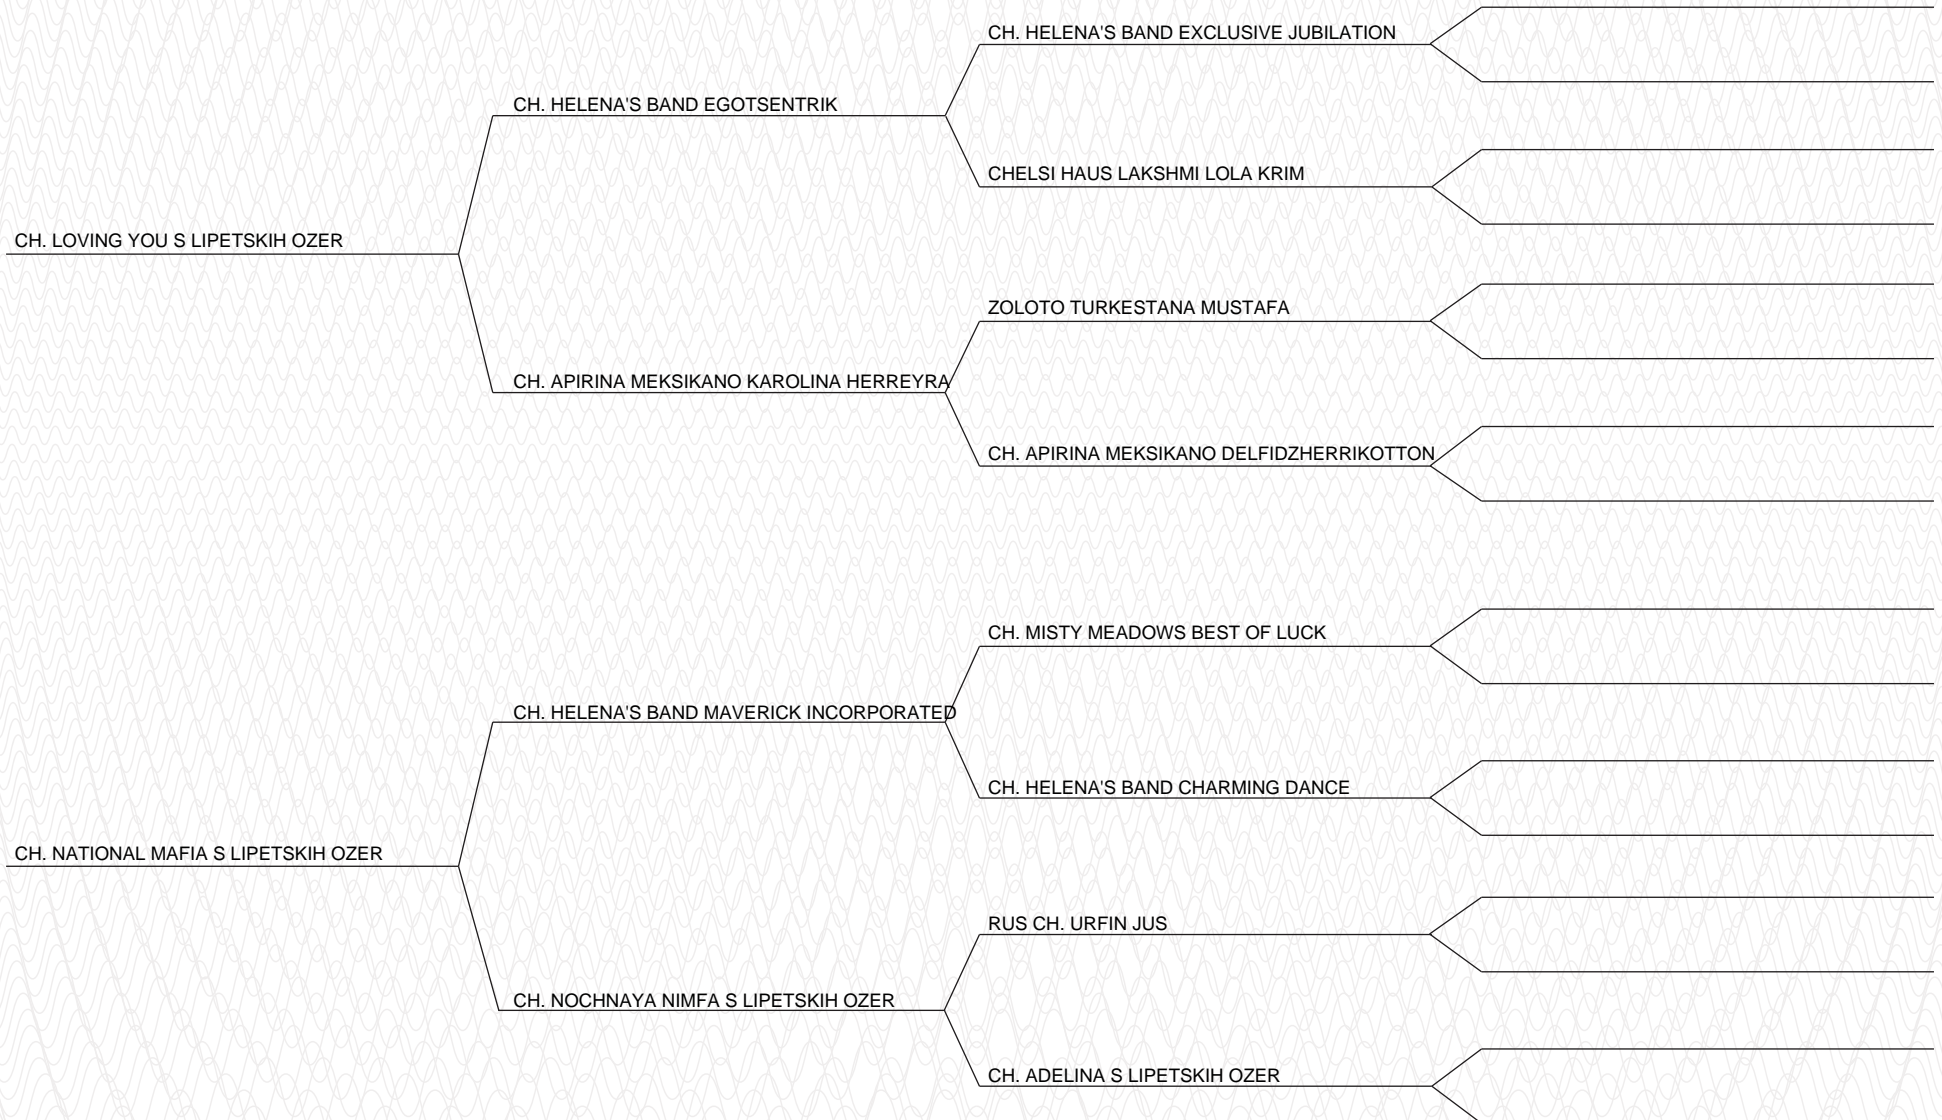 CH. HELENA'S BAND EXCLUSIVE JUBILATION
CH. HELENA'S BAND EGOTSENTRIK
CHELSI HAUS LAKSHMI LOLA KRIM
CH. LOVING YOU S LIPETSKIH OZER
ZOLOTO TURKESTANA MUSTAFA
CH. APIRINA MEKSIKANO KAROLINA HERREYRA
CH. APIRINA MEKSIKANO DELFIDZHERRIKOTTON
CH. MISTY MEADOWS BEST OF LUCK
CH. HELENA'S BAND MAVERICK INCORPORATED
CH. HELENA'S BAND CHARMING DANCE
CH. NATIONAL MAFIA S LIPETSKIH OZER
RUS CH. URFIN JUS
CH. NOCHNAYA NIMFA S LIPETSKIH OZER
CH. ADELINA S LIPETSKIH OZER